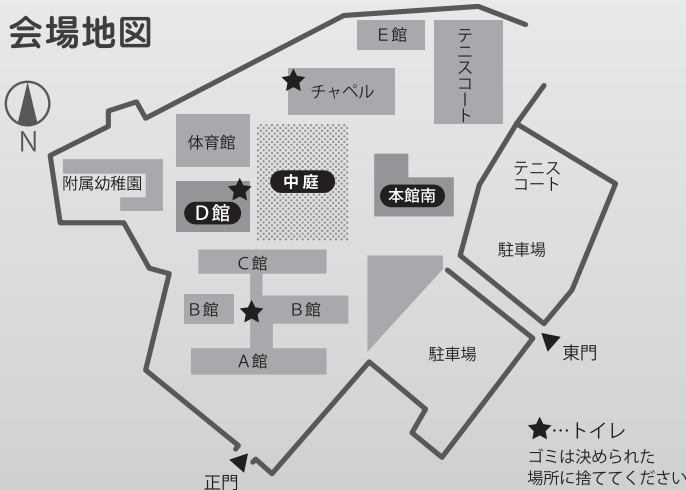 会場地図
N
E館
テニスコート
チャペル
体育館
中庭
テニス
コート
附属幼稚園
本館南
D館
駐車場
C館
B館
B館
A館
駐車場
東門
★…トイレ
ゴミは決められた
場所に捨ててください
正門